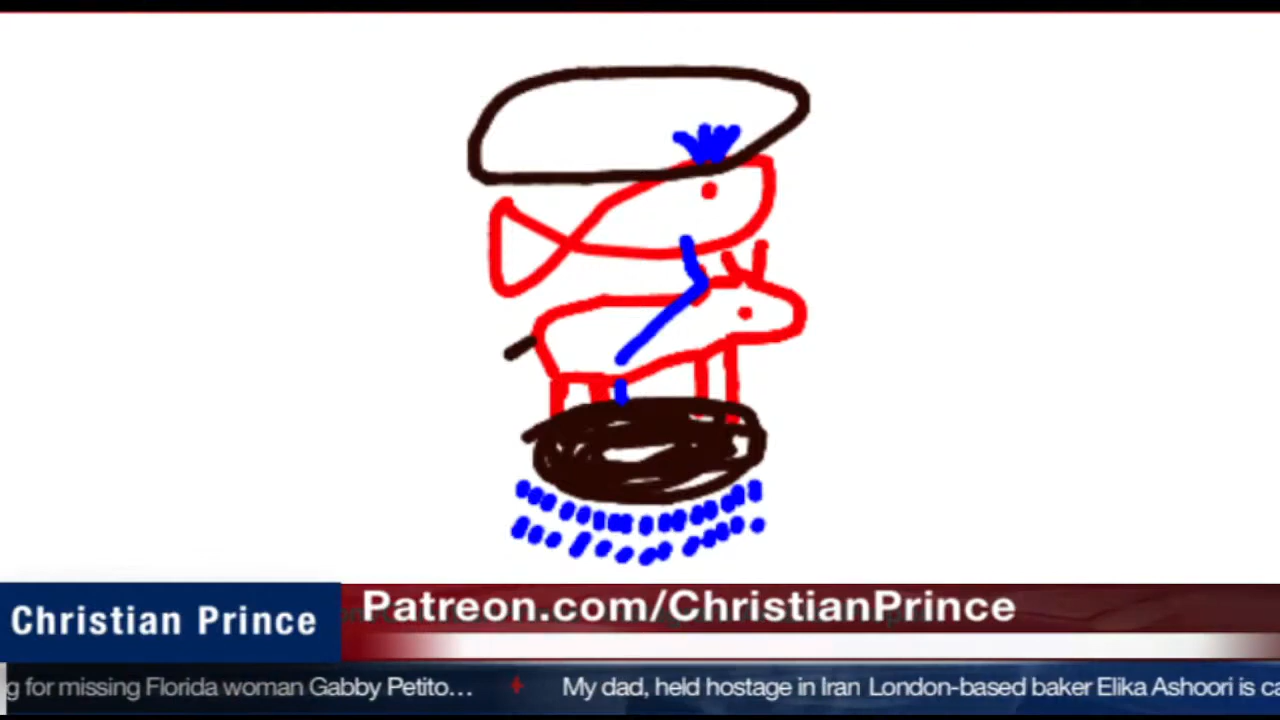 Christian Prince
Patreon.com/ChristianPrince
g for missing Florida woman Gabby Petito... My dad, held hostage in Iran London-based baker Elika Ashoori is ca